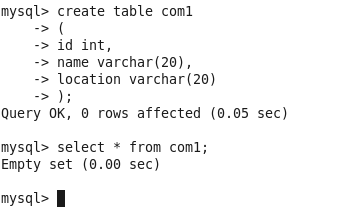 mysql> create table com1
    -> (
    -> id int,
    -> name varchar(20),
    -> location varchar(20)
    -> );
Query OK, 0 rows affected (0.05 sec)

mysql> select * from com1;
Empty set (0.00 sec)

mysql>